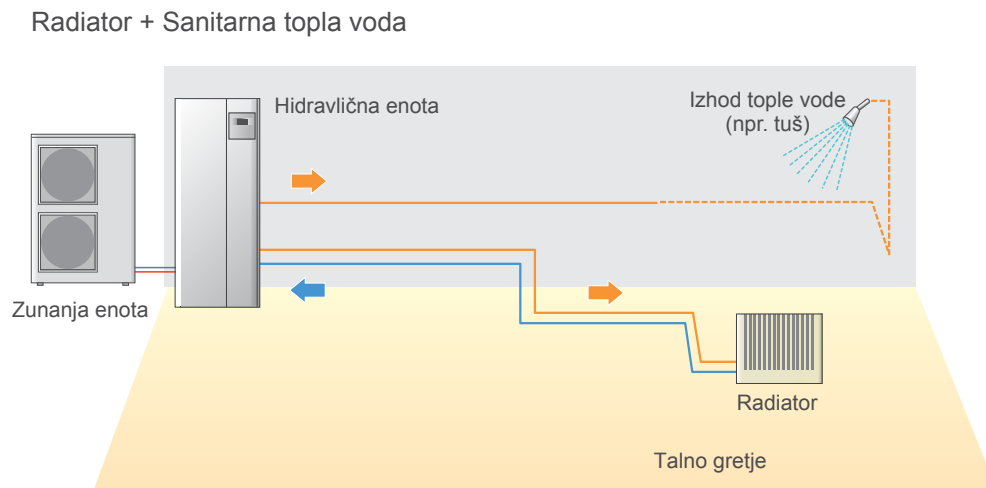 Radiator + Sanitarna topla voda
Hidravlična enota
Izhod tople vode
(npr. tuš)
Zunanja enota
Radiator
Talno gretje